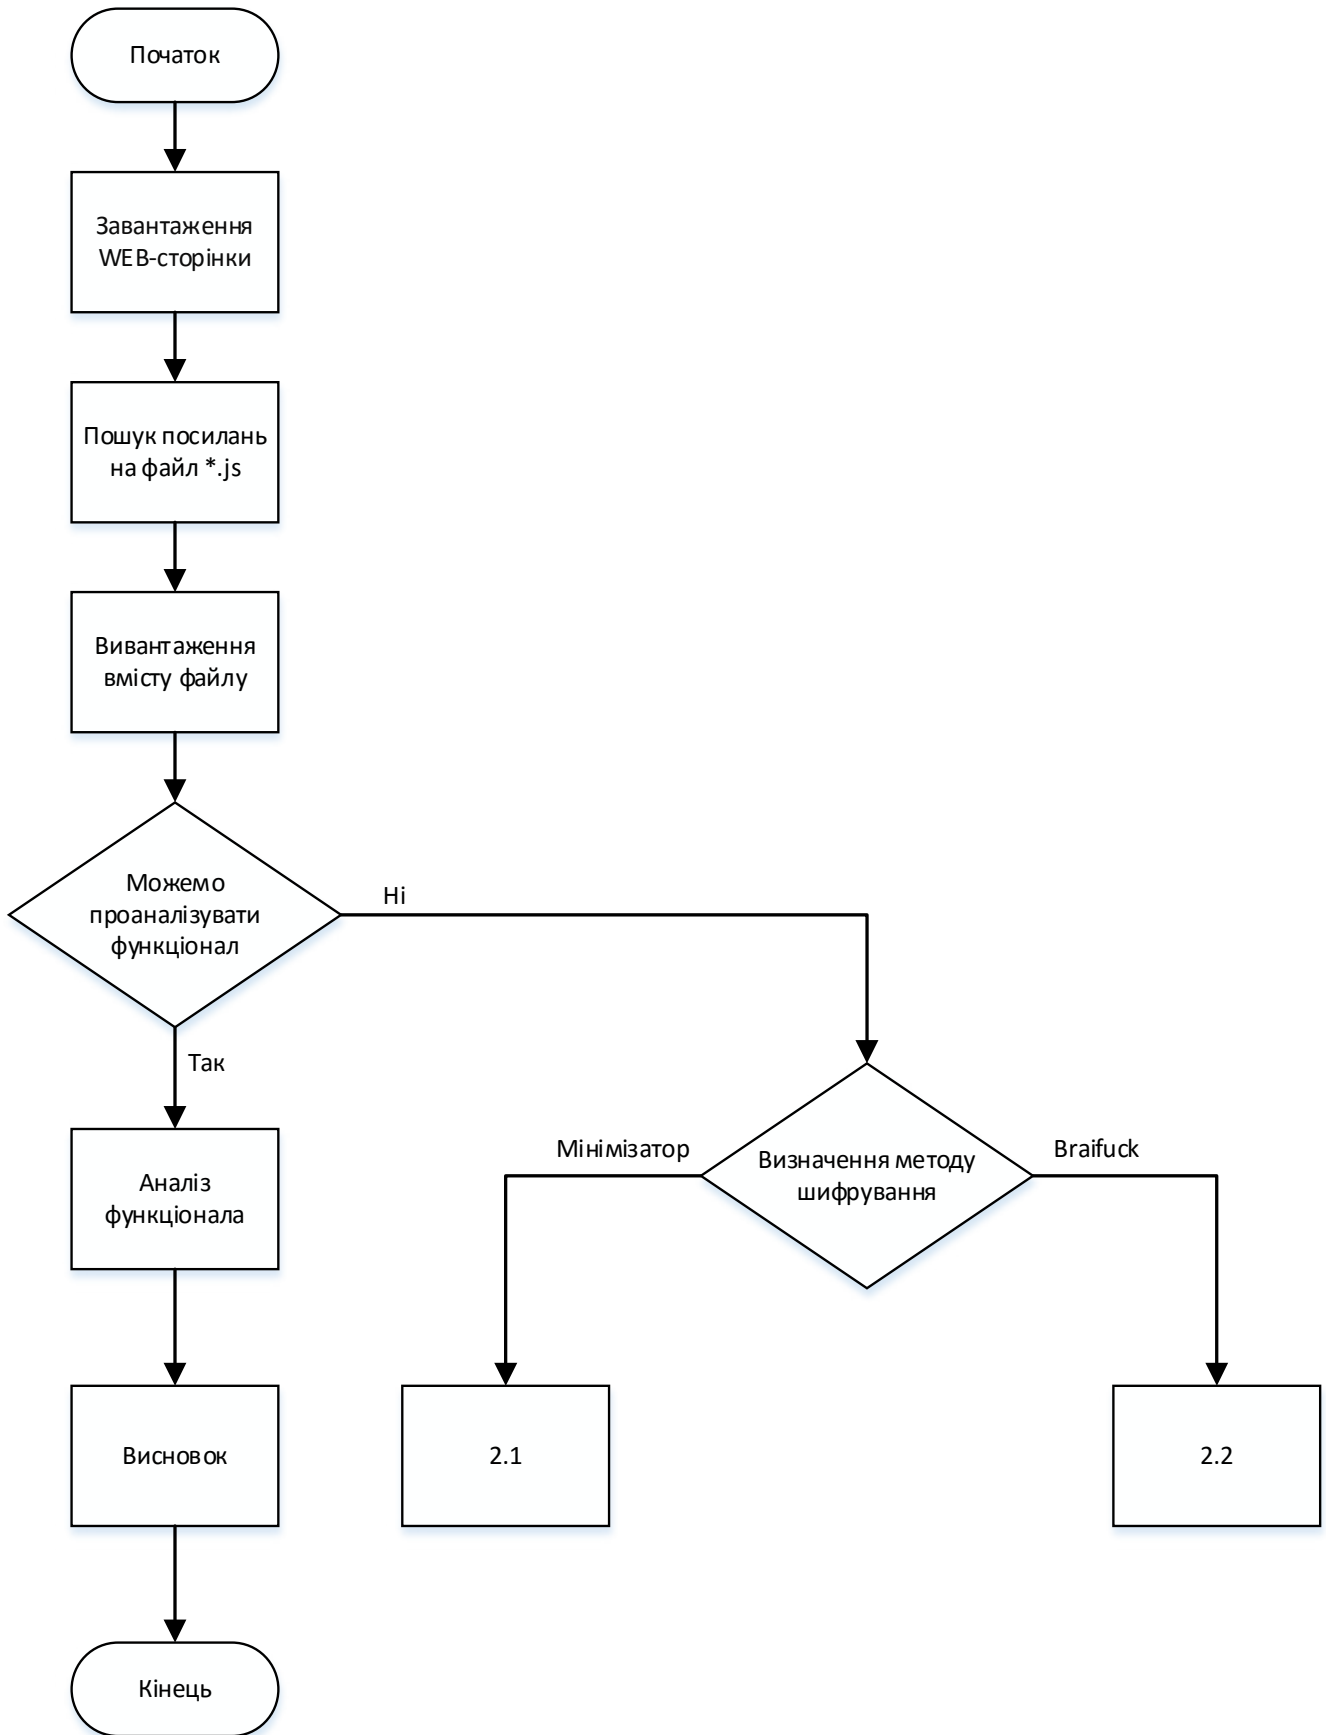 Початок
Завантаження
WEB-сторінки
Пошук посилань
на файл *.js
Вивантаження
вмісту файлу
Можемо
проаналізувати
функціонал
Ні
Так
Аналіз
функціонала
Мінімізатор
Визначення методу
шифрування
Braifuck
Висновок
2.1
2.2
Кінець